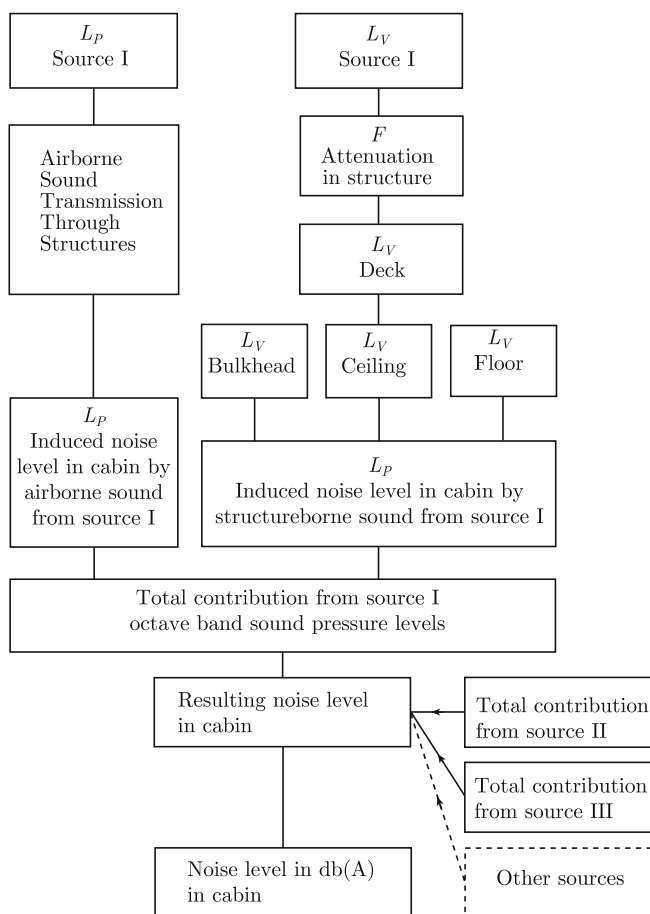 L_P
Source I
L_V
Source I
Airborne
Sound
Transmission
Through
Structures
F
Attenuation
in structure
L_V
Deck
L_V
Bulkhead
L_V
Ceiling
L_V
Floor
L_P
Induced noise
level in cabin by
airborne sound
from source I
L_P
Induced noise level in cabin by
structureborne sound from source I
Total contribution from source I
octave band sound pressure levels
Resulting noise level
in cabin
Total contribution
from source II
Total contribution
from source III
Noise level in db(A)
in cabin
Other sources